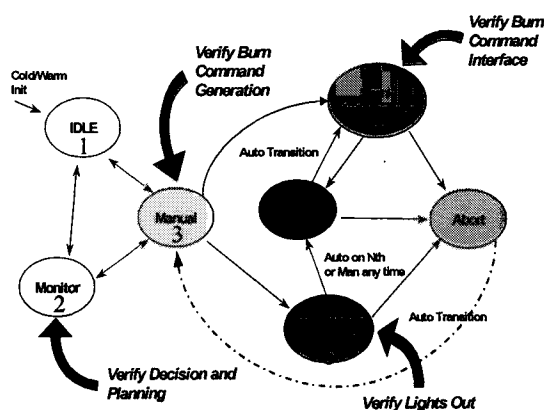 Verify Burn
Command
Interface
Verify Burn
Command
Generation
Cold/Warm
Init
IDLE
1
Auto Transition
Manual
3
Abort
Auto on Nth
or Man any time
Monitor
2
Auto Transition
Verify Decision and
Planning
Verify Lights Out